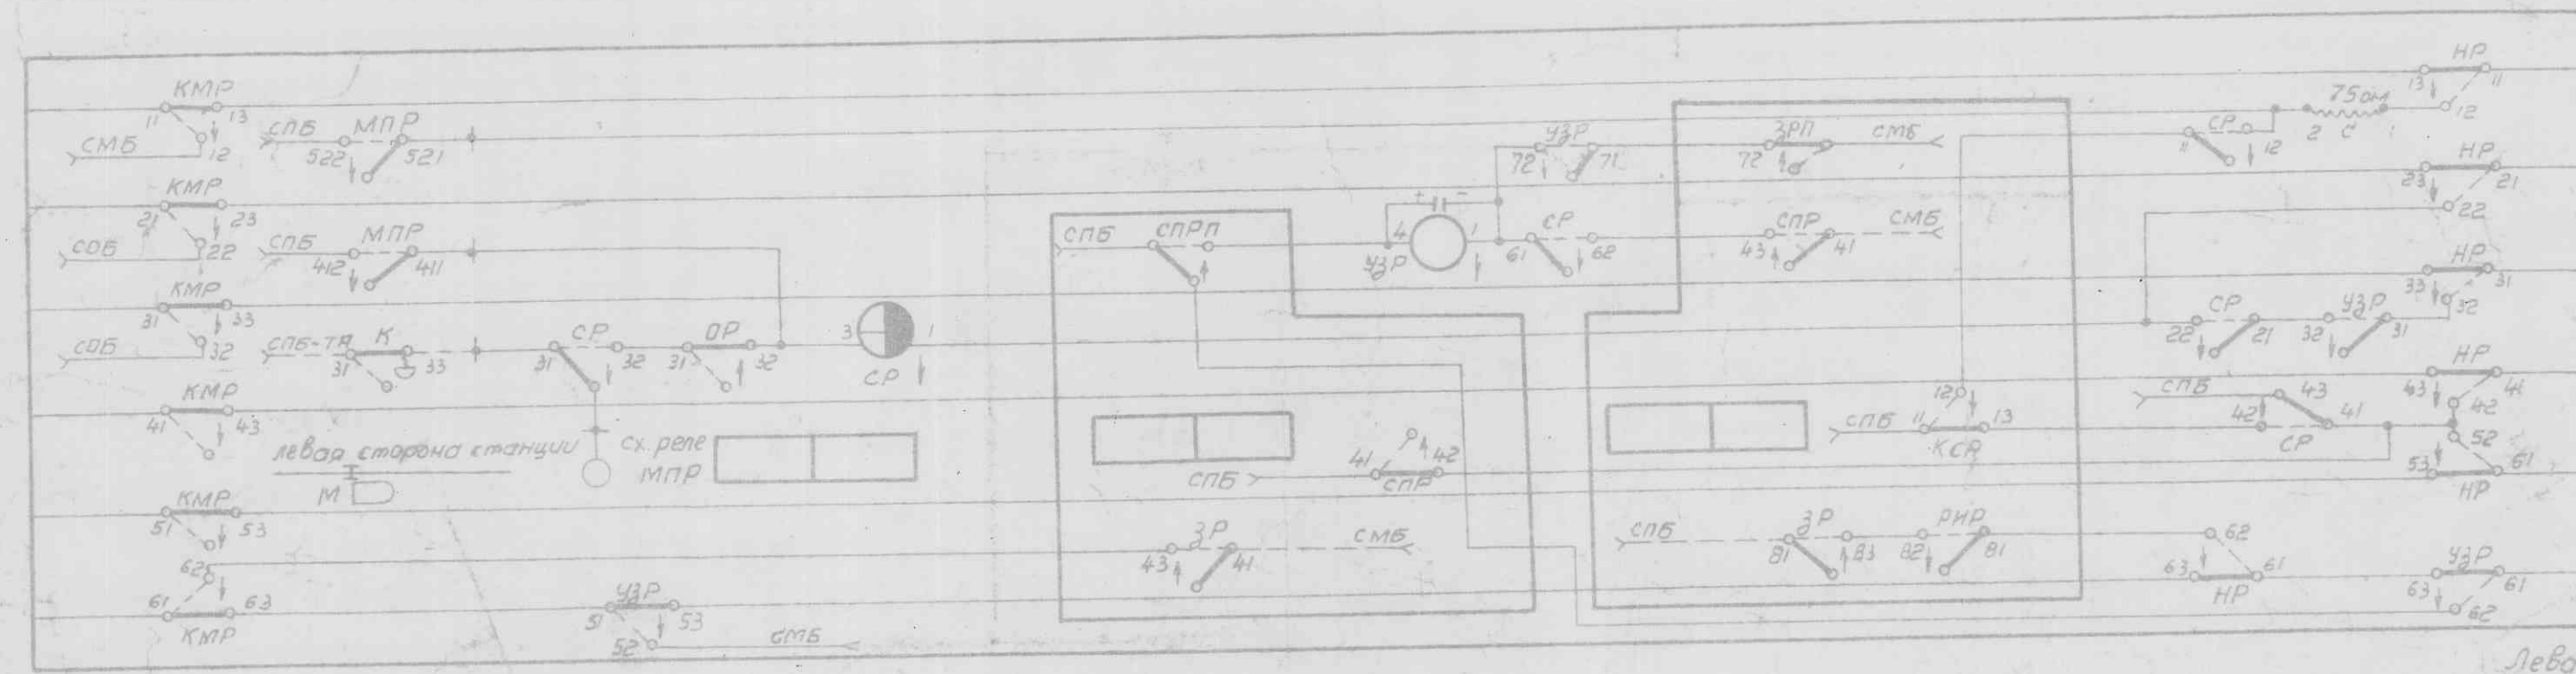 КМР
11 13
12
СМБ
СПБ МПР
522 521
КМР
21 23
22
СОБ
СПБ МПР
412 411
КМР
31 33
32
СОБ
СПБ-ТЯ К
31 33
СР
31 32
ОР
31 32
3 1
СР
КМР
41 43
левая сторона станции
М
сх. реле
МПР
КМР
51 53
62
61 63
КМР
УЗР
51 53
52
СМБ
СПБ СПРП
41 42
СПБ СПР
ЗР СМБ
43 41
+ -
4 1
УЗР
УЗР
72 71
СР
61 62
ЗРП СМБ
72
СПР СМБ
43 41
12
СПБ 11 13
КСР
СПБ ЗР РИР
81 83 82 81
СР
11 12
75ом
2 С 1
НР
13 11
12
НР
23 21
22
НР
33 31
32
СР УЗР
22 21 32 31
НР
43 41
42
СПБ 43
42 41
СР
52
53 61
НР
62
63 61
НР
УЗР
63 61
62
Лево